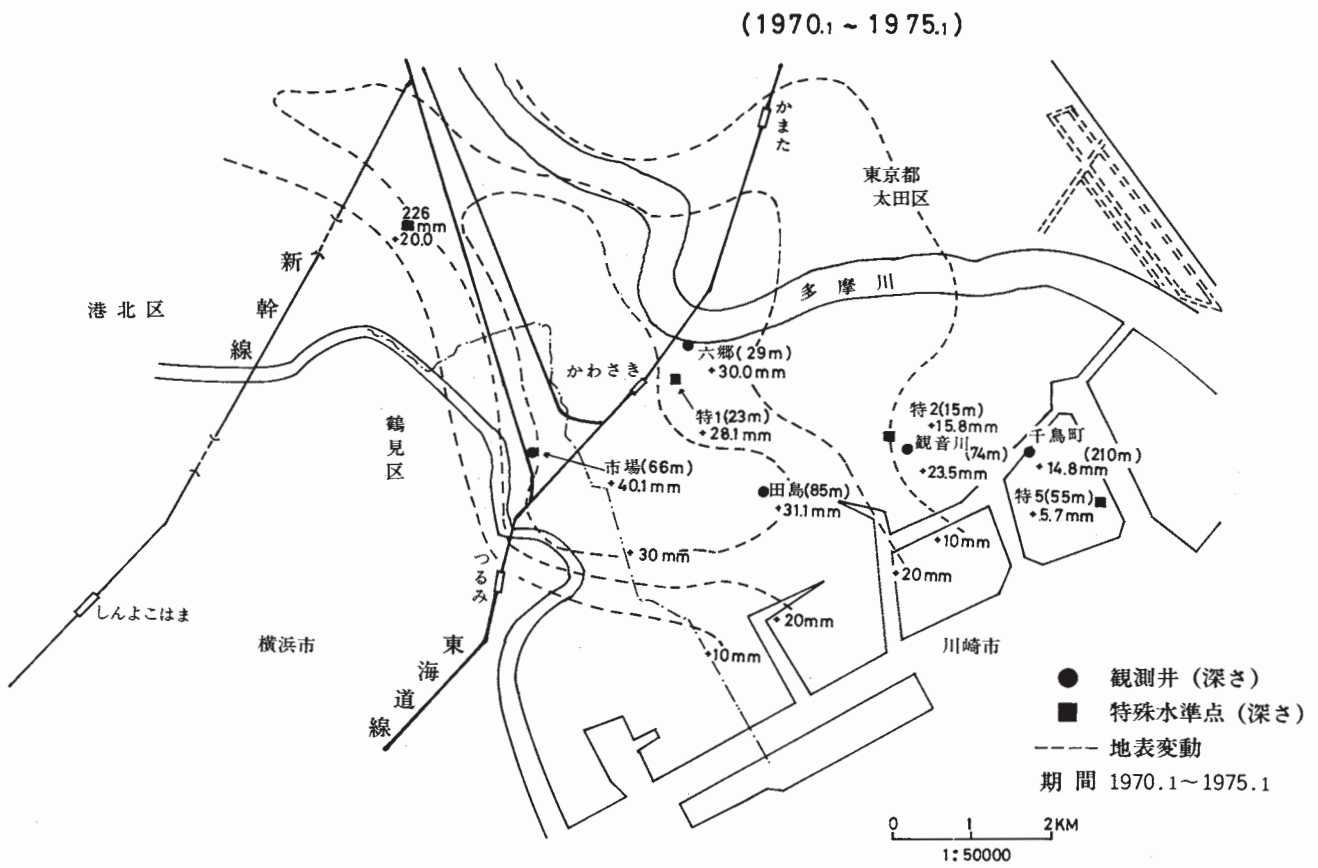 (1970.1 ~ 1975.1)
かまた
東京都
太田区
226
mm
+20.0
新幹線
港北区
多摩川
六郷(29m)
+30.0mm
かわさき
特1(23m)
+28.1mm
特2(15m)
+15.8mm
観音川(74m)
+23.5mm
千鳥町(210m)
+14.8mm
鶴見区
市場(66m)
+40.1mm
田島(85m)
+31.1mm
特5(55m)
+5.7mm
+30mm
+10mm
+20mm
つるみ
しんよこはま
+20mm
横浜市
東海道線
+10mm
川崎市
● 観測井 (深さ)
■ 特殊水準点 (深さ)
---- 地表変動
期間 1970.1~1975.1
0 1 2KM
1:50000